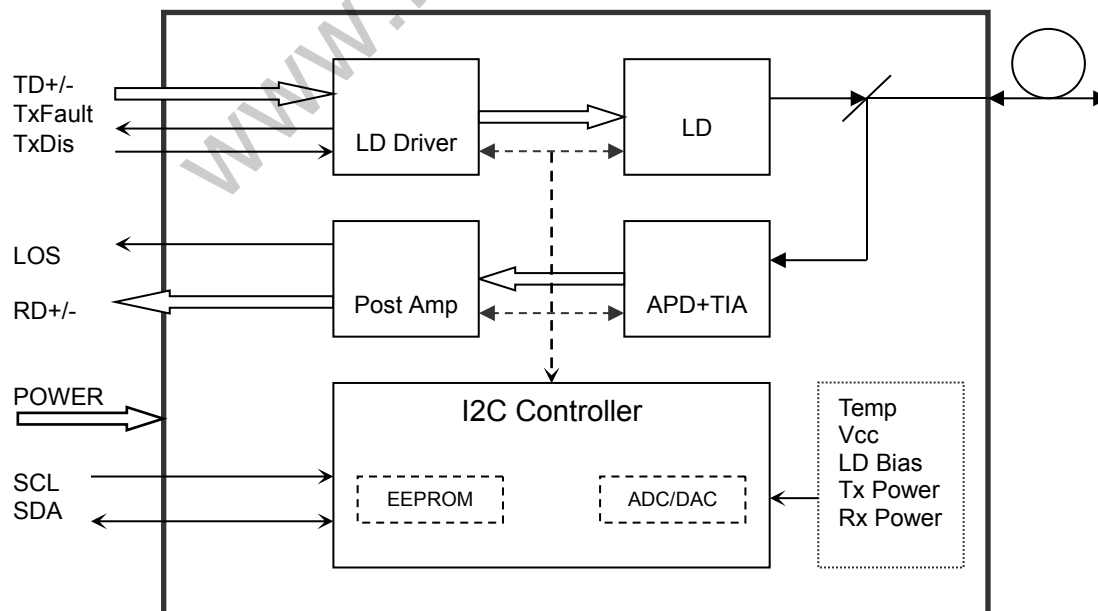 www.
TD+/-
TxFault
TxDis
LD Driver
LD
LOS
RD+/-
Post Amp
APD+TIA
POWER
I2C Controller
SCL
SDA
EEPROM
ADC/DAC
Temp
Vcc
LD Bias
Tx Power
Rx Power